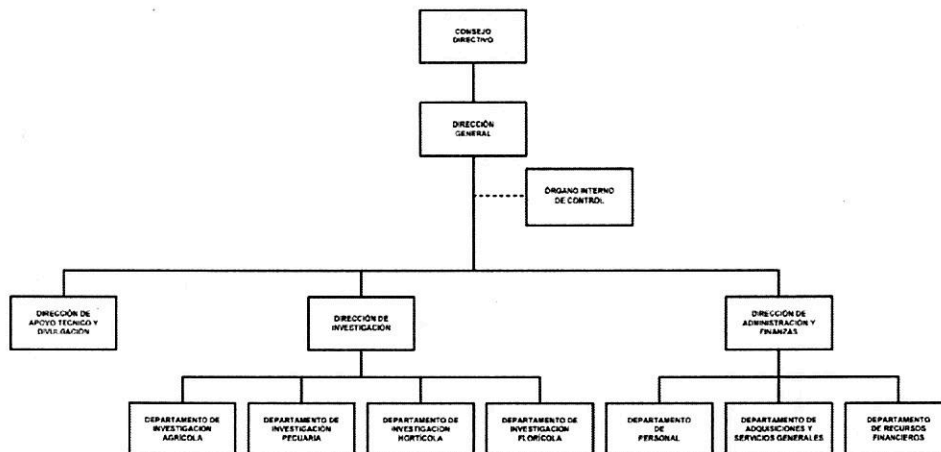 CONSEJO
DIRECTIVO
DIRECCIÓN
GENERAL
ÓRGANO INTERNO
DE CONTROL
DIRECCIÓN DE
APOYO TÉCNICO Y
DIVULGACIÓN
DIRECCIÓN DE
INVESTIGACIÓN
DIRECCIÓN DE
ADMINISTRACIÓN Y
FINANZAS
DEPARTAMENTO DE
INVESTIGACIÓN
AGRÍCOLA
DEPARTAMENTO DE
INVESTIGACIÓN
PECUARIA
DEPARTAMENTO DE
INVESTIGACIÓN
HORTÍCOLA
DEPARTAMENTO DE
INVESTIGACIÓN
FLORÍCOLA
DEPARTAMENTO
DE
PERSONAL
DEPARTAMENTO DE
ADQUISICIONES Y
SERVICIOS GENERALES
DEPARTAMENTO
DE RECURSOS
FINANCIEROS